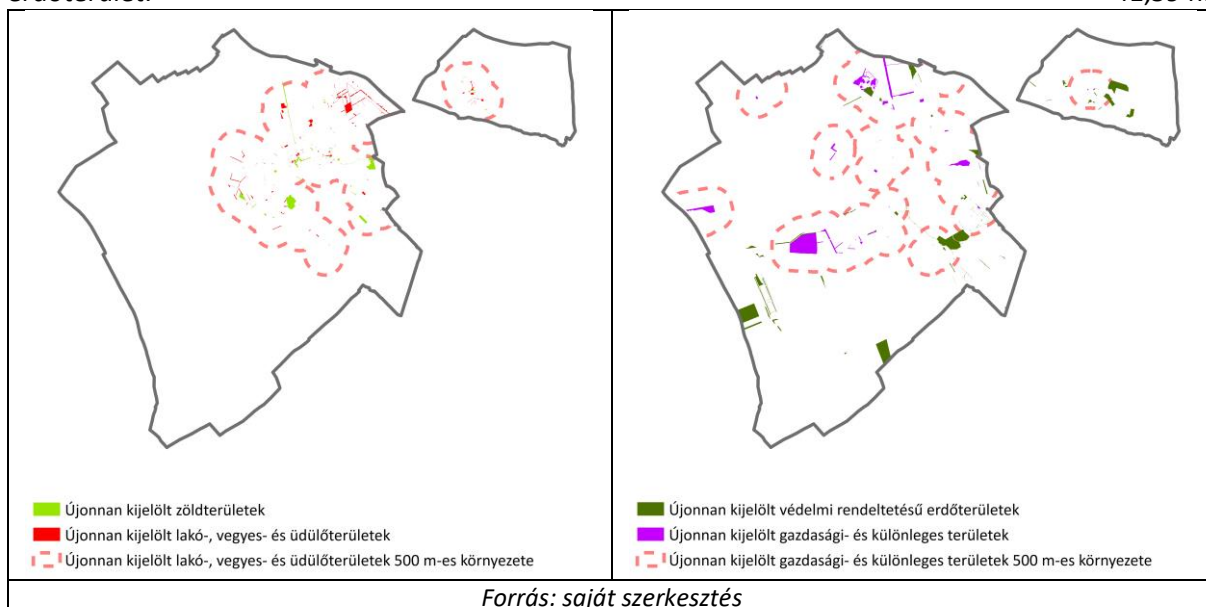 Újonnan kijelölt zöldterületek
Újonnan kijelölt lakó-, vegyes- és üdülőterületek
Újonnan kijelölt lakó-, vegyes- és üdülőterületek 500 m-es környezete
Újonnan kijelölt védelmi rendeltetésű erdőterületek
Újonnan kijelölt gazdasági- és különleges területek
Újonnan kijelölt gazdasági- és különleges területek 500 m-es környezete
Forrás: saját szerkesztés